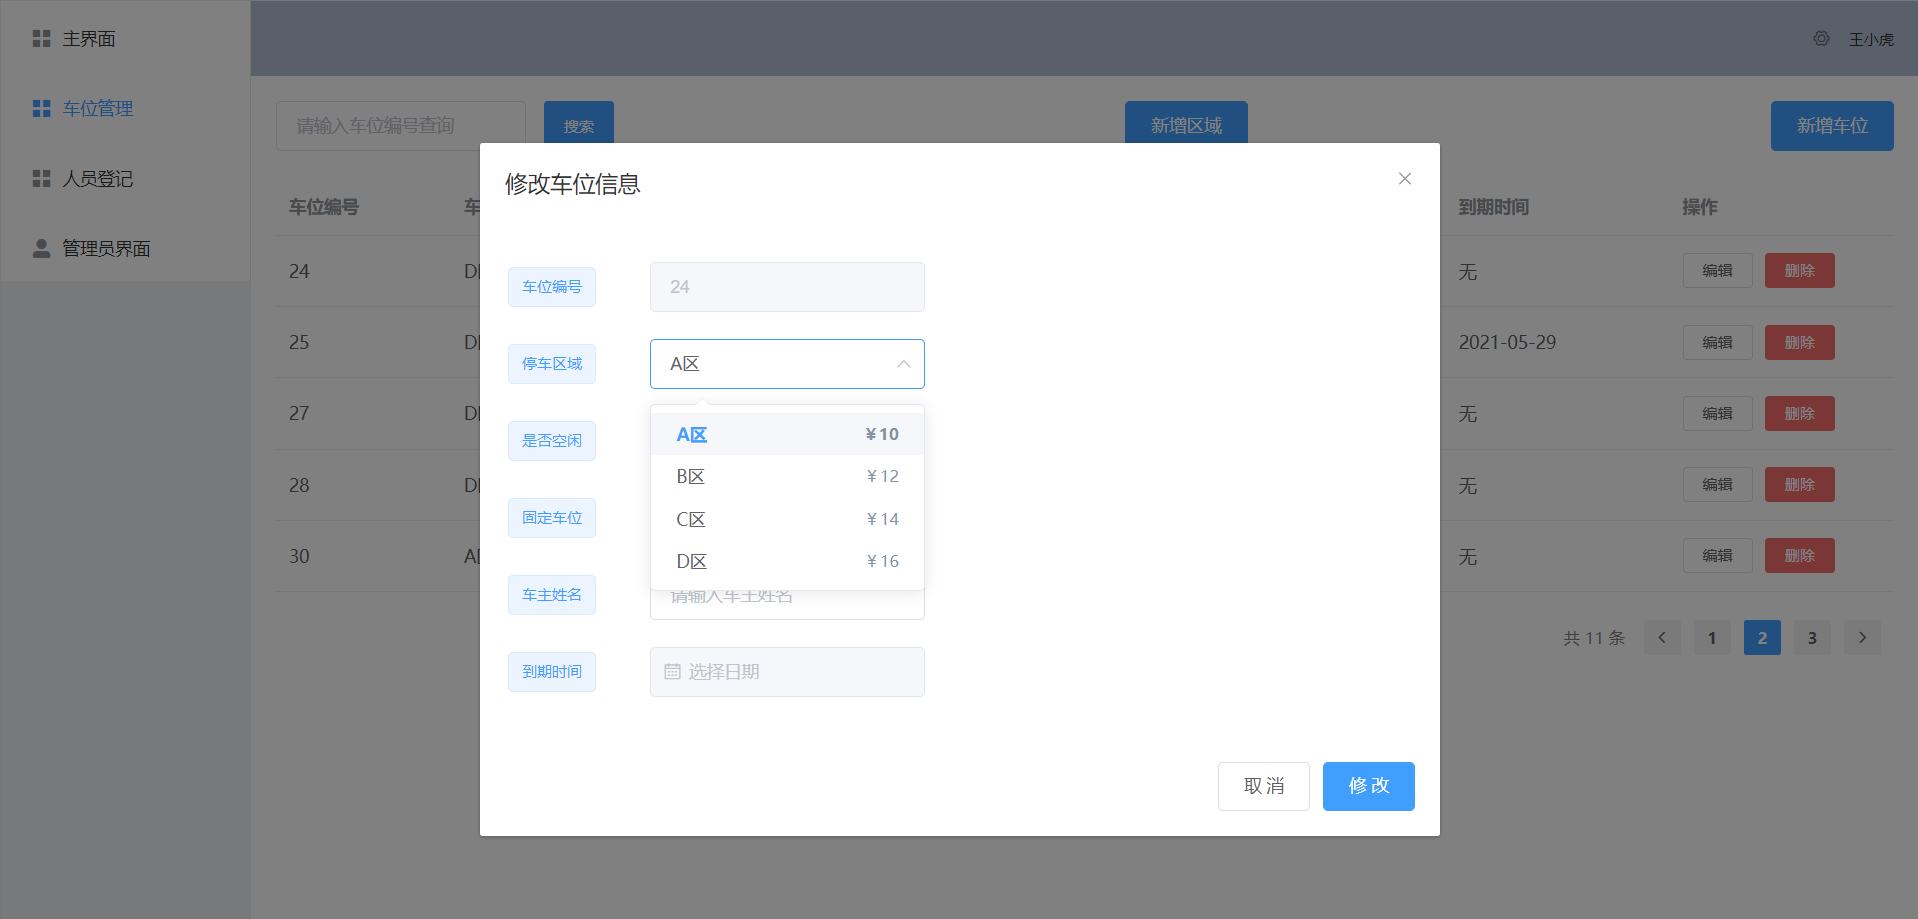 主界面
车位管理
人员登记
管理员界面
王小虎
请输入车位编号查询
搜索
新增区域
新增车位
车位编号
到期时间
操作
24
无
编辑
删除
25
2021-05-29
编辑
删除
27
无
编辑
删除
28
无
编辑
删除
30
无
编辑
删除
共 11 条
1
2
3
修改车位信息
车位编号
24
停车区域
A区
A区 ¥10
B区 ¥12
C区 ¥14
D区 ¥16
是否空闲
固定车位
车主姓名
请输入车主姓名
到期时间
选择日期
取 消
修 改